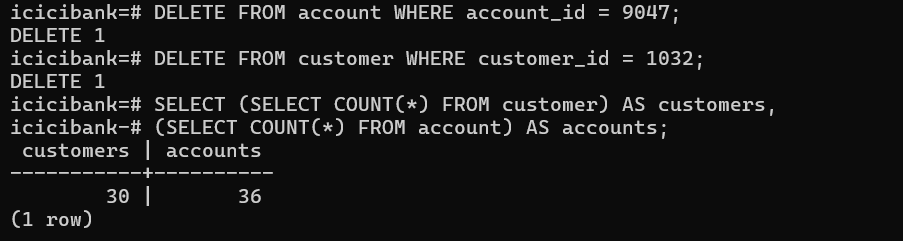 icicibank=# DELETE FROM account WHERE account_id = 9047;
DELETE 1
icicibank=# DELETE FROM customer WHERE customer_id = 1032;
DELETE 1
icicibank=# SELECT (SELECT COUNT(*) FROM customer) AS customers,
icicibank-# (SELECT COUNT(*) FROM account) AS accounts;
 customers | accounts
-----------+----------
        30 |       36
(1 row)